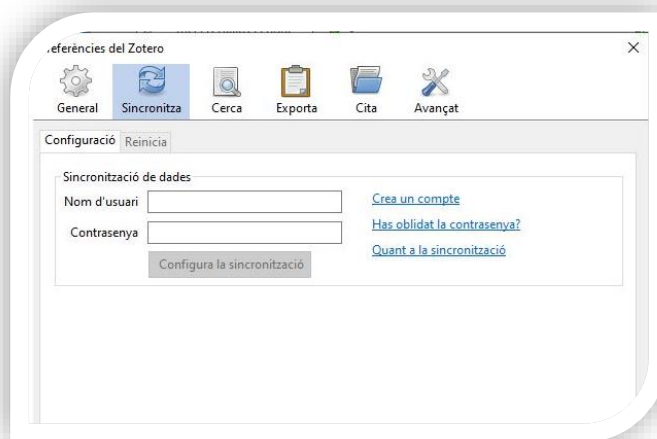 eferències del Zotero
General Sincronitza Cerca Exporta Cita Avançat
Configuració Reinicia
Sincronització de dades
Nom d'usuari Crea un compte
Contrasenya Has oblidat la contrasenya?
Configura la sincronització Quant a la sincronització